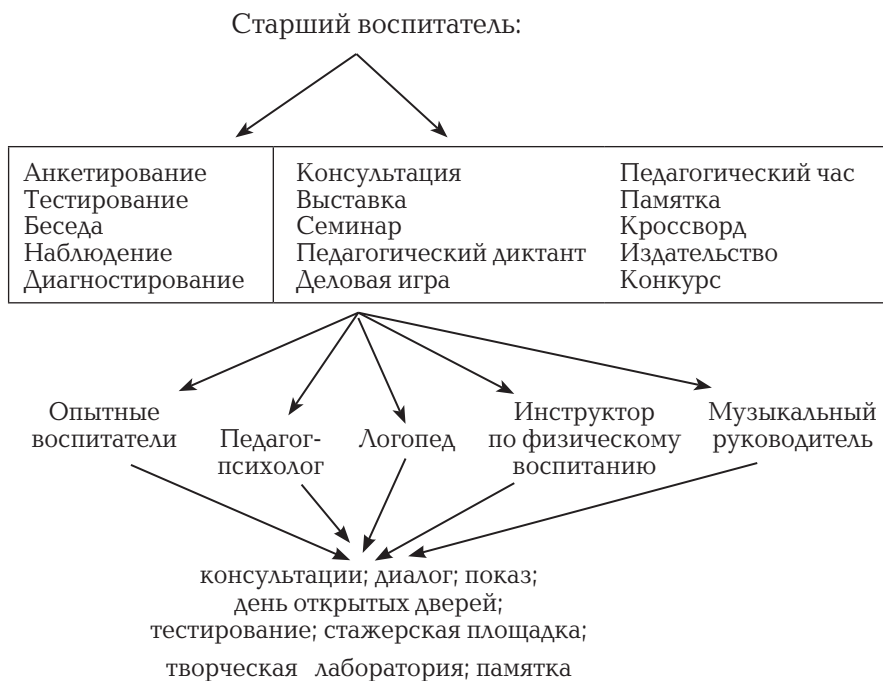 Старший воспитатель:
Анкетирование
Тестирование
Беседа
Наблюдение
Диагностирование
Консультация
Выставка
Семинар
Педагогический диктант
Деловая игра
Педагогический час
Памятка
Кроссворд
Издательство
Конкурс
Опытные
воспитатели
Педагог-
психолог
Логопед
Инструктор
по физическому
воспитанию
Музыкальный
руководитель
консультации; диалог; показ;
день открытых дверей;
тестирование; стажерская площадка;
творческая лаборатория; памятка